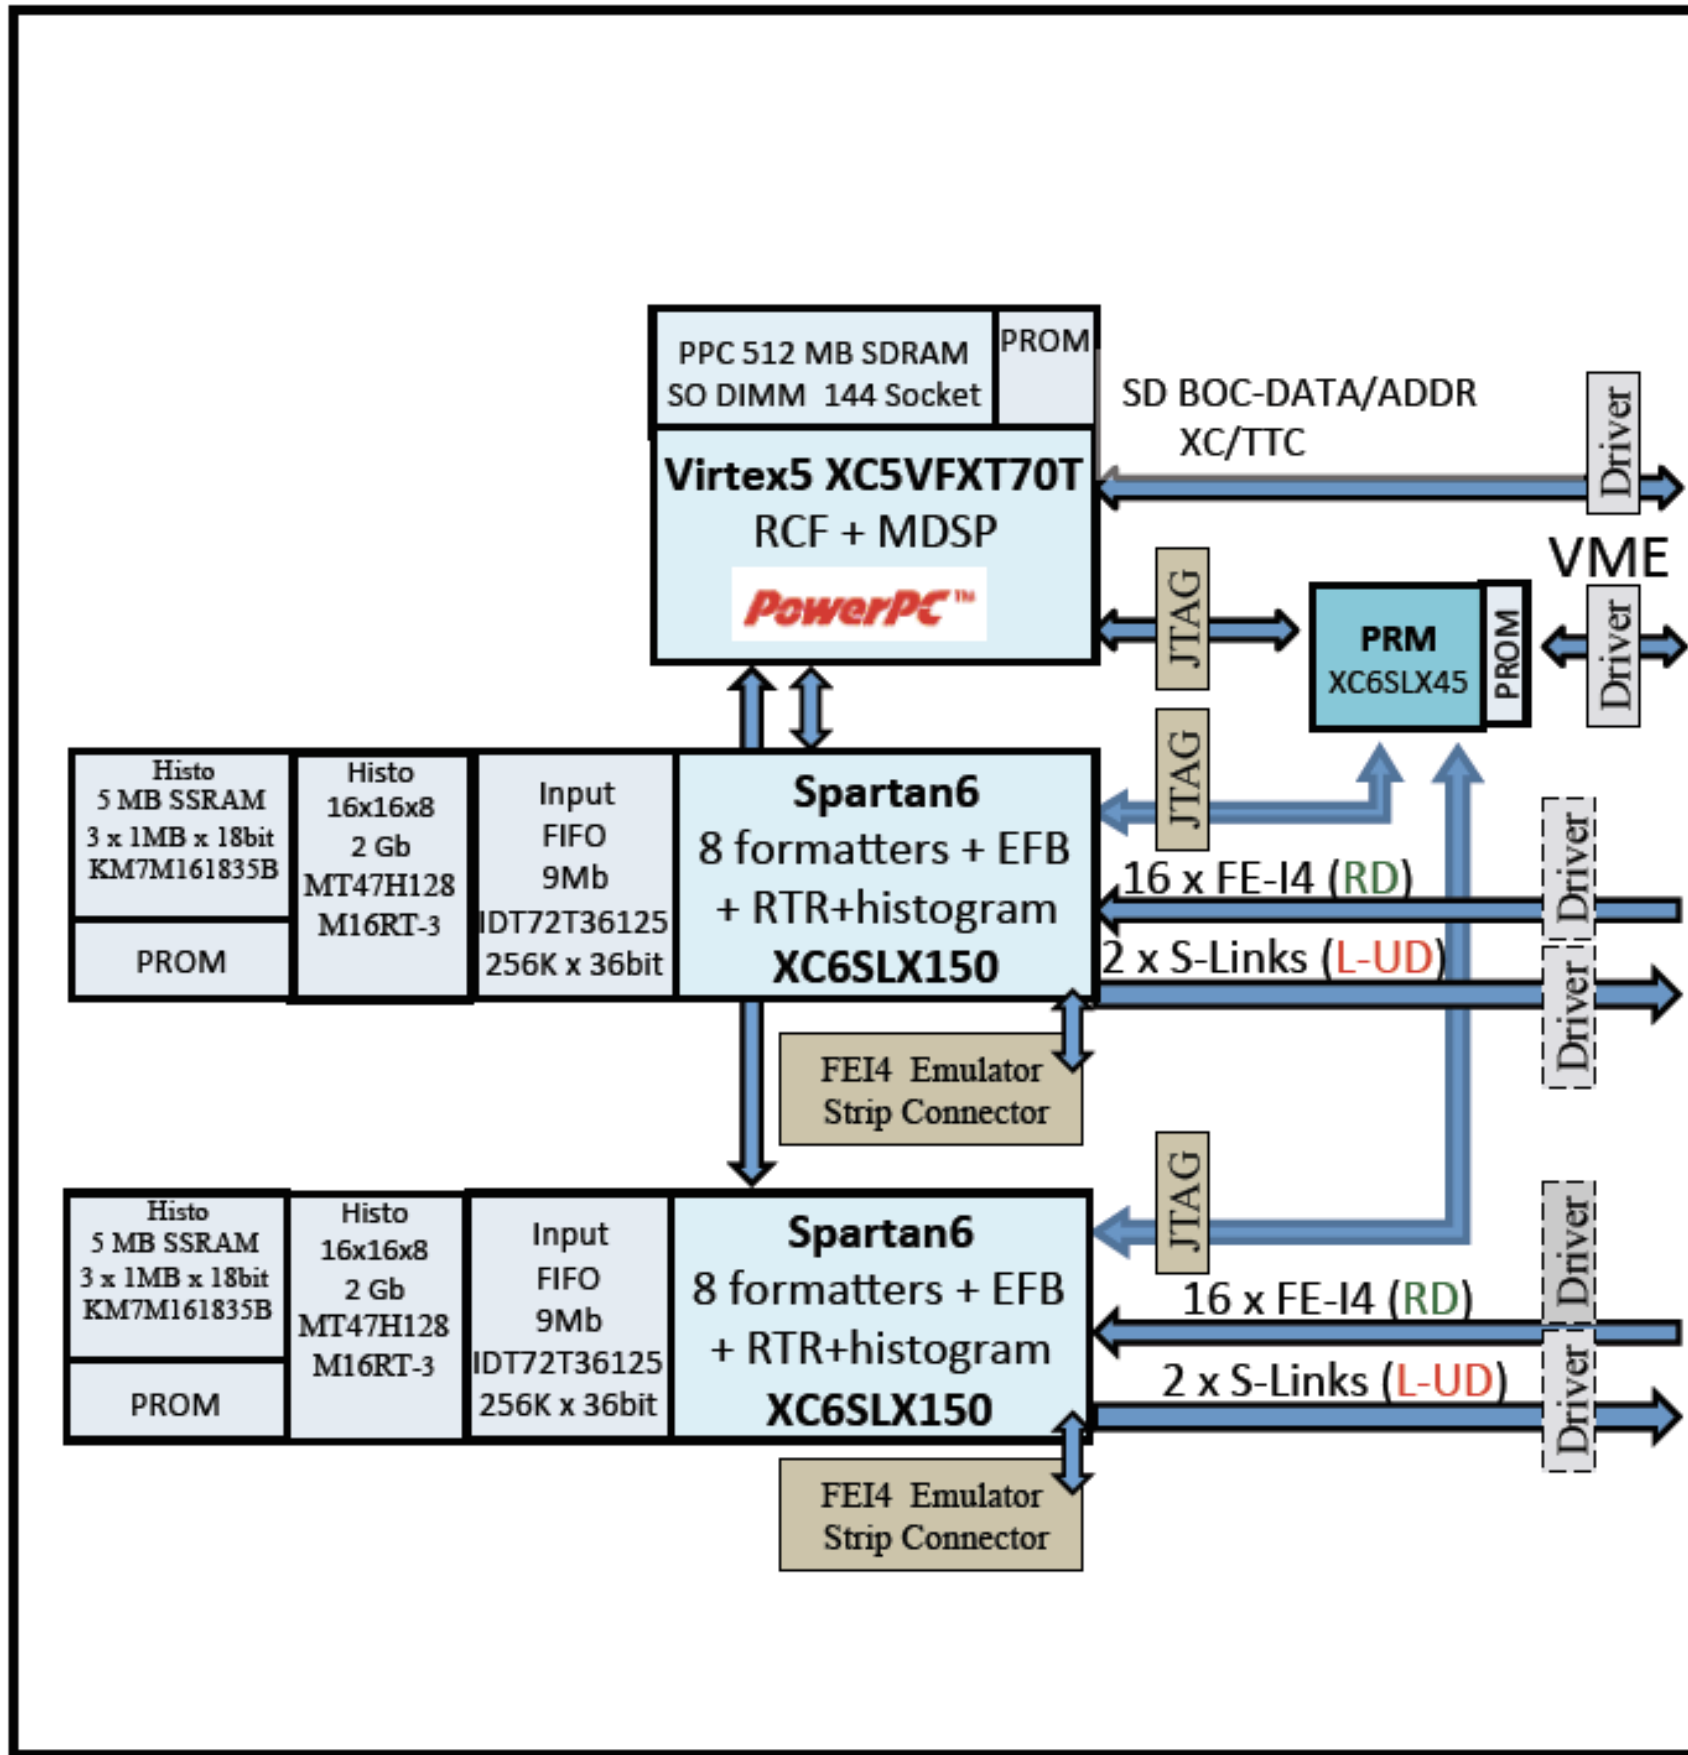 PPC 512 MB SDRAM
SO DIMM 144 Socket
PROM
Virtex5 XC5VFXT70T
RCF + MDSP
PowerPC™
SD BOC-DATA/ADDR
XC/TTC
Driver
VME
Driver
JTAG
PRM
XC6SLX45
PROM
JTAG
Histo
5 MB SSRAM
3 x 1MB x 18bit
KM7M161835B
PROM
Histo
16x16x8
2 Gb
MT47H128
M16RT-3
Input
FIFO
9Mb
IDT72T36125
256K x 36bit
Spartan6
8 formatters + EFB
+ RTR+histogram
XC6SLX150
16 x FE-I4 (RD)
Driver
2 x S-Links (L-UD)
Driver
FEI4 Emulator
Strip Connector
JTAG
Histo
5 MB SSRAM
3 x 1MB x 18bit
KM7M161835B
PROM
Histo
16x16x8
2 Gb
MT47H128
M16RT-3
Input
FIFO
9Mb
IDT72T36125
256K x 36bit
Spartan6
8 formatters + EFB
+ RTR+histogram
XC6SLX150
16 x FE-I4 (RD)
Driver
2 x S-Links (L-UD)
Driver
FEI4 Emulator
Strip Connector